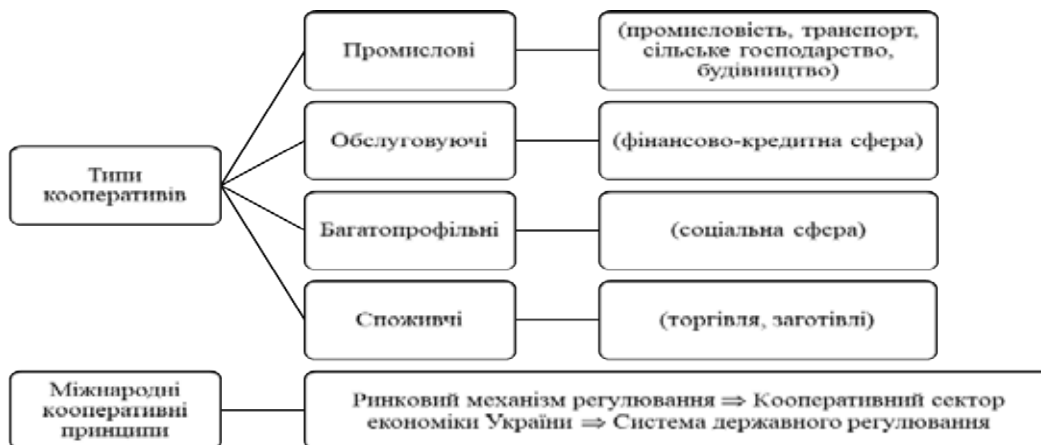 Типи
кооперативів
Промислові
(промисловість, транспорт,
сільське господарство,
будівництво)
Обслуговуючі
(фінансово-кредитна сфера)
Багатопрофільні
(соціальна сфера)
Споживчі
(торгівля, заготівлі)
Міжнародні
кооперативні
принципи
Ринковий механізм регулювання ⇒ Кооперативний сектор
економіки України ⇒ Система державного регулювання